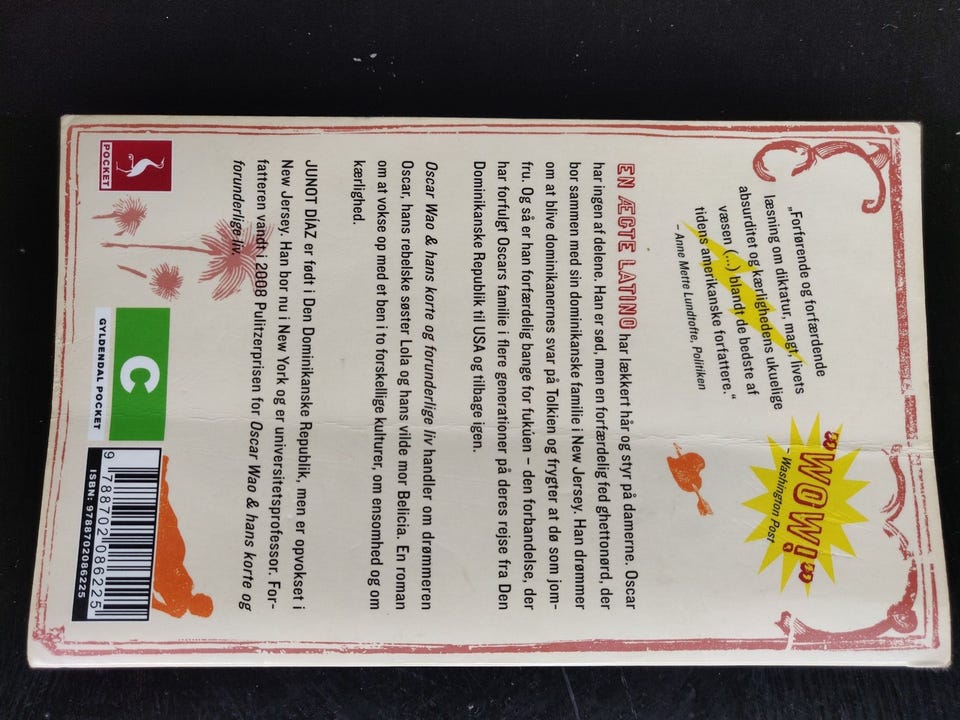 „Forførende og forfærdende
læsning om diktatur, magt, livets
absurditet og kærlighedens ukuelige
væsen (...) blandt de bedste af
tidens amerikanske forfattere.“
– Anne Mette Lundtofte, Politiken
„WOW!“
– Washington Post
EN ÆGTE LATINO har lækkert hår og styr på damerne. Oscar
har ingen af delene. Han er sød, men en forfærdelig fed ghettonørd, der
bor sammen med sin dominikanske familie i New Jersey. Han drømmer
om at blive dominikanernes svar på Tolkien og frygter at dø som jom-
fru. Og så er han forfærdelig bange for fukúen – den forbandelse, der
har forfulgt Oscars familie i flere generationer på deres rejse fra Den
Dominikanske Republik til USA og tilbage igen.
Oscar Wao & hans korte og forunderlige liv handler om drømmeren
Oscar, hans rebelske søster Lola og hans vilde mor Belicia. En roman
om at vokse op med et ben i to forskellige kulturer, om ensomhed og om
kærlighed.
JUNOT DÍAZ er født i Den Dominikanske Republik, men er opvokset i
New Jersey. Han bor nu i New York og er universitetsprofessor. For-
fatteren vandt i 2008 Pulitzerprisen for Oscar Wao & hans korte og
forunderlige liv.
POCKET
C
GYLDENDAL POCKET
9 788702 086225
ISBN: 9788702086225